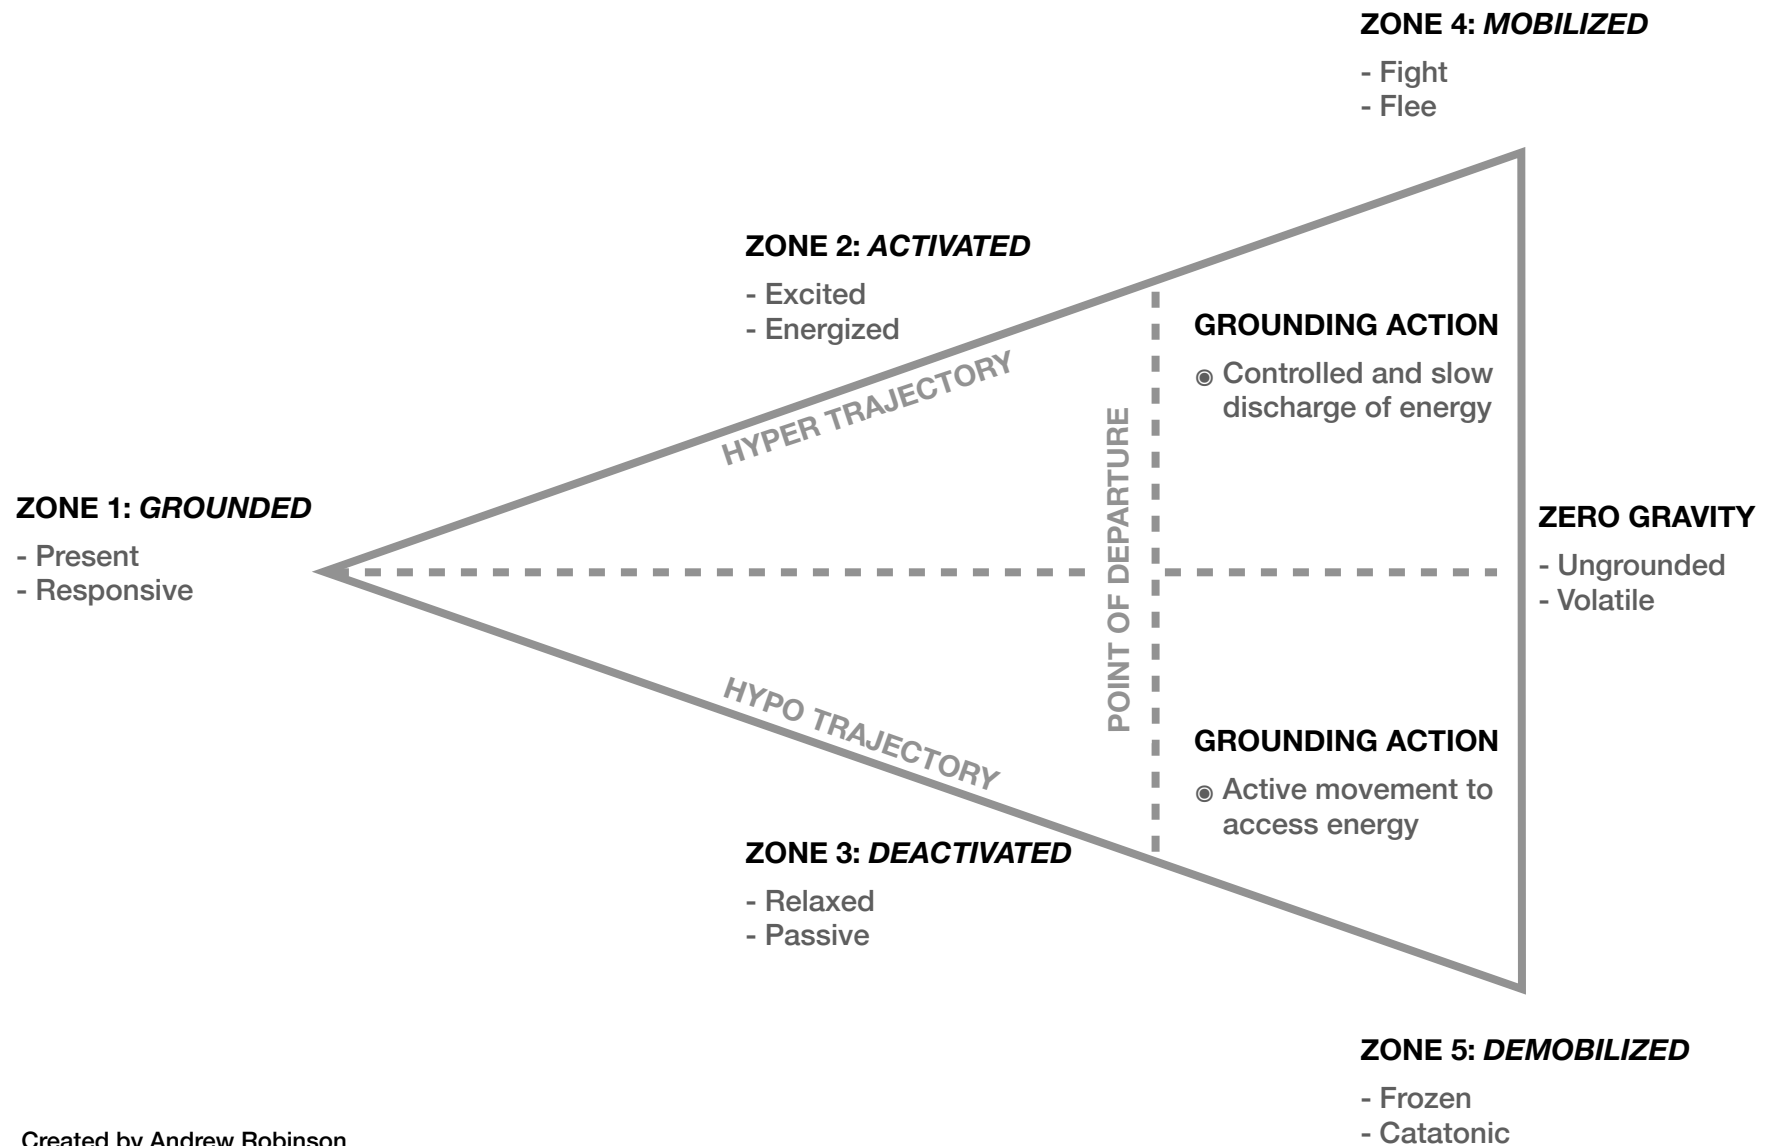 ZONE 4: MOBILIZED
- Fight
- Flee
ZONE 2: ACTIVATED
- Excited
- Energized
HYPER TRAJECTORY
GROUNDING ACTION
◉ Controlled and slow
discharge of energy
POINT OF DEPARTURE
ZONE 1: GROUNDED
- Present
- Responsive
ZERO GRAVITY
- Ungrounded
- Volatile
HYPO TRAJECTORY
GROUNDING ACTION
◉ Active movement to
access energy
ZONE 3: DEACTIVATED
- Relaxed
- Passive
ZONE 5: DEMOBILIZED
- Frozen
- Catatonic
Created by Andrew Robinson